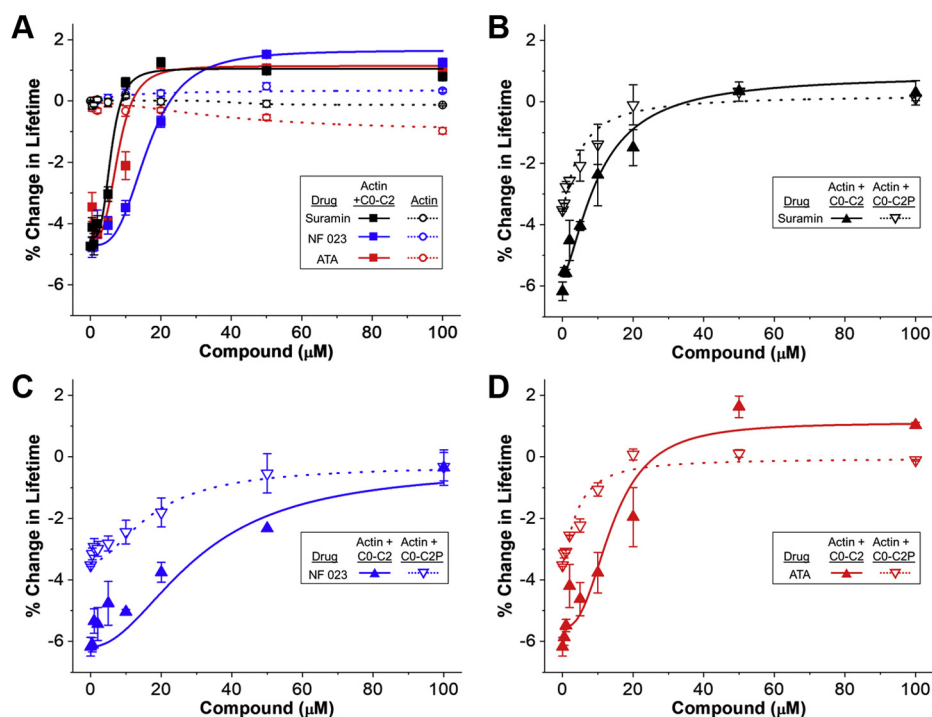 A
% Change in Lifetime
2
0
-2
-4
-6
0 20 40 60 80 100
Compound (μM)
Actin
Drug +C0-C2 Actin
Suramin
NF 023
ATA
B
% Change in Lifetime
2
0
-2
-4
-6
0 20 40 60 80 100
Compound (μM)
Actin + Actin +
Drug C0-C2 C0-C2P
Suramin
C
% Change in Lifetime
2
0
-2
-4
-6
0 20 40 60 80 100
Compound (μM)
Actin + Actin +
Drug C0-C2 C0-C2P
NF 023
D
% Change in Lifetime
2
0
-2
-4
-6
0 20 40 60 80 100
Compound (μM)
Actin + Actin +
Drug C0-C2 C0-C2P
ATA